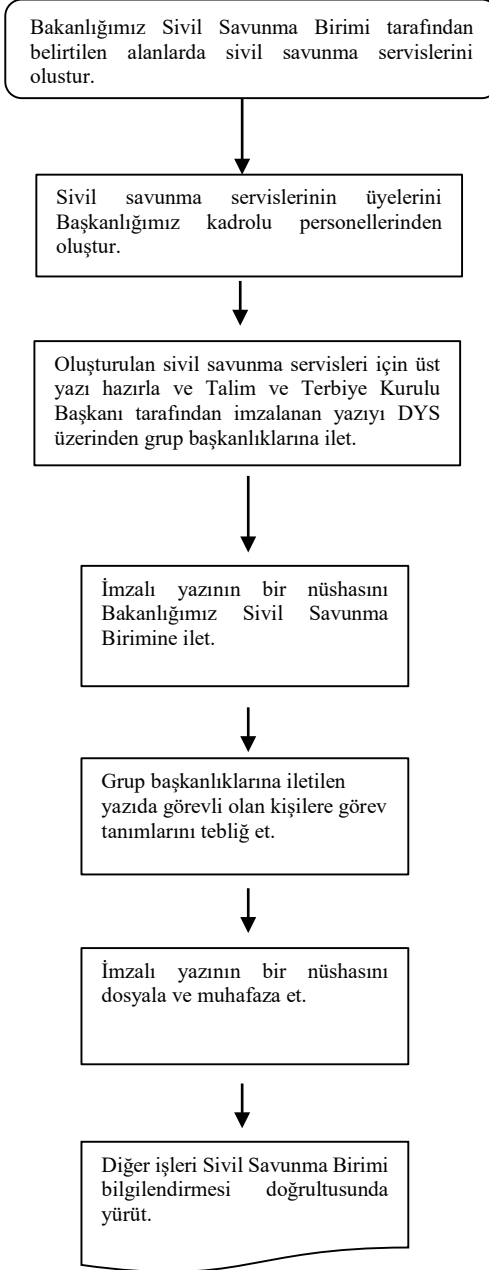 Bakanlığımız Sivil Savunma Birimi tarafından
belirtilen alanlarda sivil savunma servislerini
olustur.
Sivil savunma servislerinin üyelerini
Başkanlığımız kadrolu personellerinden
oluştur.
Oluşturulan sivil savunma servisleri için üst
yazı hazırla ve Talim ve Terbiye Kurulu
Başkanı tarafından imzalanan yazıyı DYS
üzerinden grup başkanlıklarına ilet.
İmzalı yazının bir nüshasını
Bakanlığımız Sivil Savunma
Birimine ilet.
Grup başkanlıklarına iletilen
yazıda görevli olan kişilere görev
tanımlarını tebliğ et.
İmzalı yazının bir nüshasını
dosyala ve muhafaza et.
Diğer işleri Sivil Savunma Birimi
bilgilendirmesi doğrultusunda
yürüt.